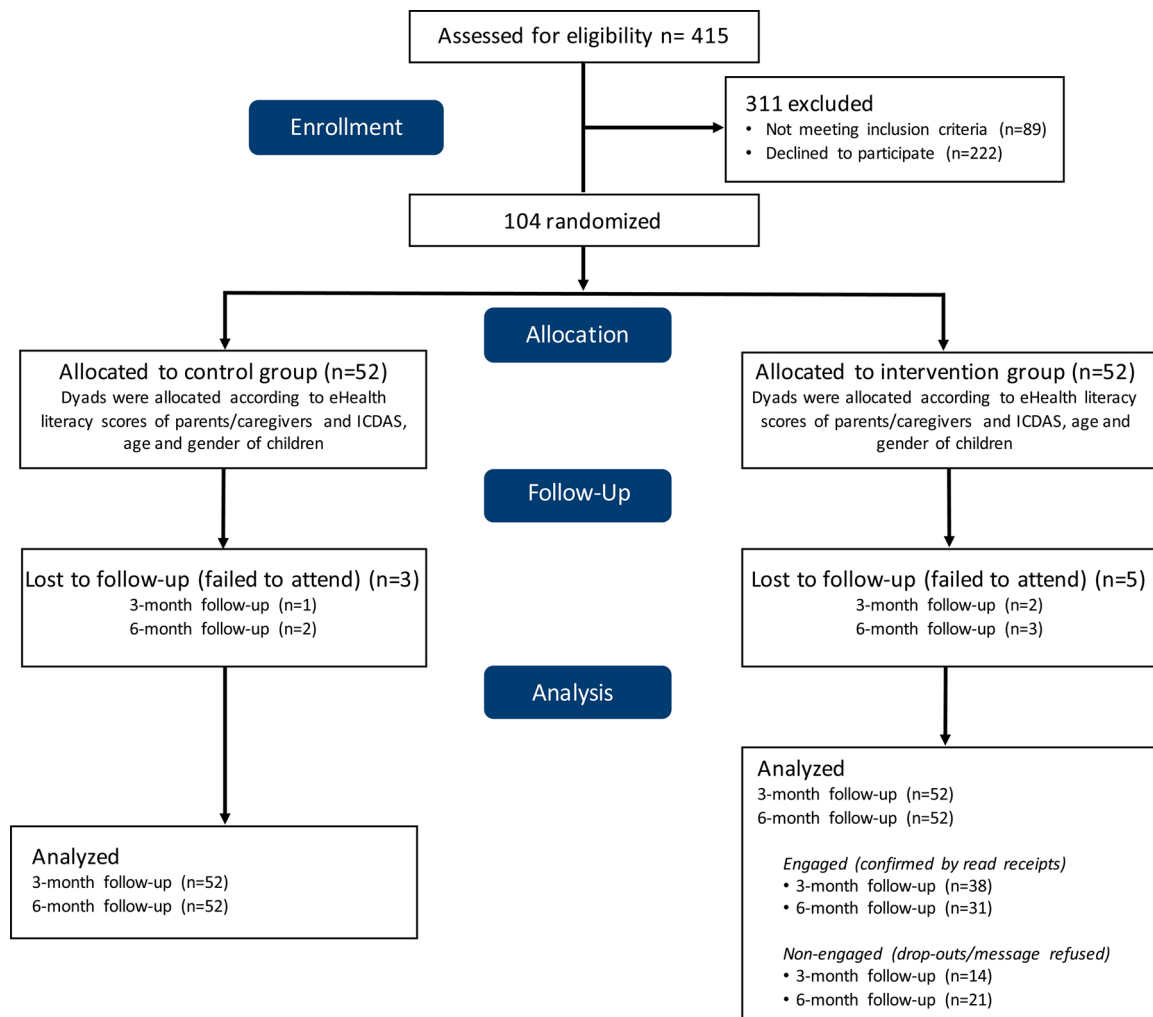 Assessed for eligibility n= 415
Enrollment
311 excluded
• Not meeting inclusion criteria (n=89)
• Declined to participate (n=222)
104 randomized
Allocation
Allocated to control group (n=52)
Dyads were allocated according to eHealth
literacy scores of parents/caregivers and ICDAS,
age and gender of children
Allocated to intervention group (n=52)
Dyads were allocated according to eHealth literacy
scores of parents/caregivers and ICDAS, age and
gender of children
Follow-Up
Lost to follow-up (failed to attend) (n=3)
3-month follow-up (n=1)
6-month follow-up (n=2)
Lost to follow-up (failed to attend) (n=5)
3-month follow-up (n=2)
6-month follow-up (n=3)
Analysis
Analyzed
3-month follow-up (n=52)
6-month follow-up (n=52)
Analyzed
3-month follow-up (n=52)
6-month follow-up (n=52)
Engaged (confirmed by read receipts)
• 3-month follow-up (n=38)
• 6-month follow-up (n=31)
Non-engaged (drop-outs/message refused)
• 3-month follow-up (n=14)
• 6-month follow-up (n=21)